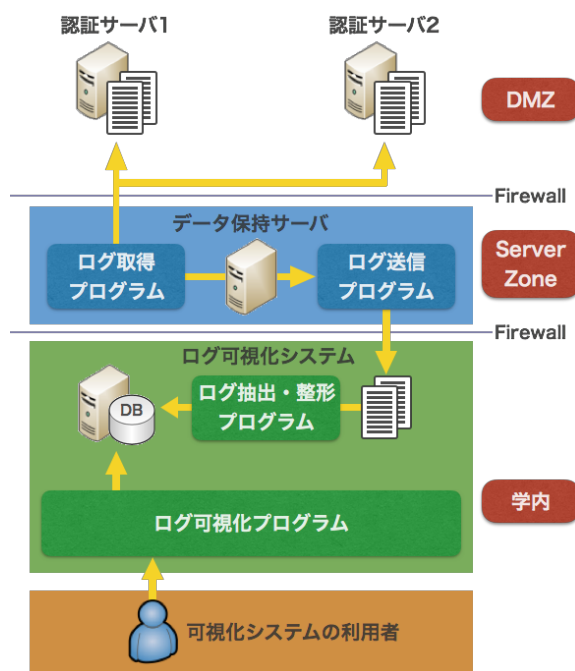 認証サーバ1
認証サーバ2
DMZ
Firewall
データ保持サーバ
ログ取得
プログラム
ログ送信
プログラム
Server
Zone
Firewall
ログ可視化システム
ログ抽出・整形
プログラム
DB
ログ可視化プログラム
学内
可視化システムの利用者